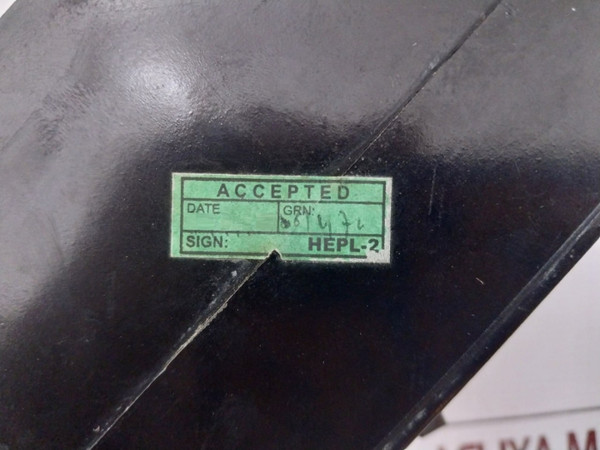 ACCEPTED
DATE GRN:
SIGN: HEPL-2